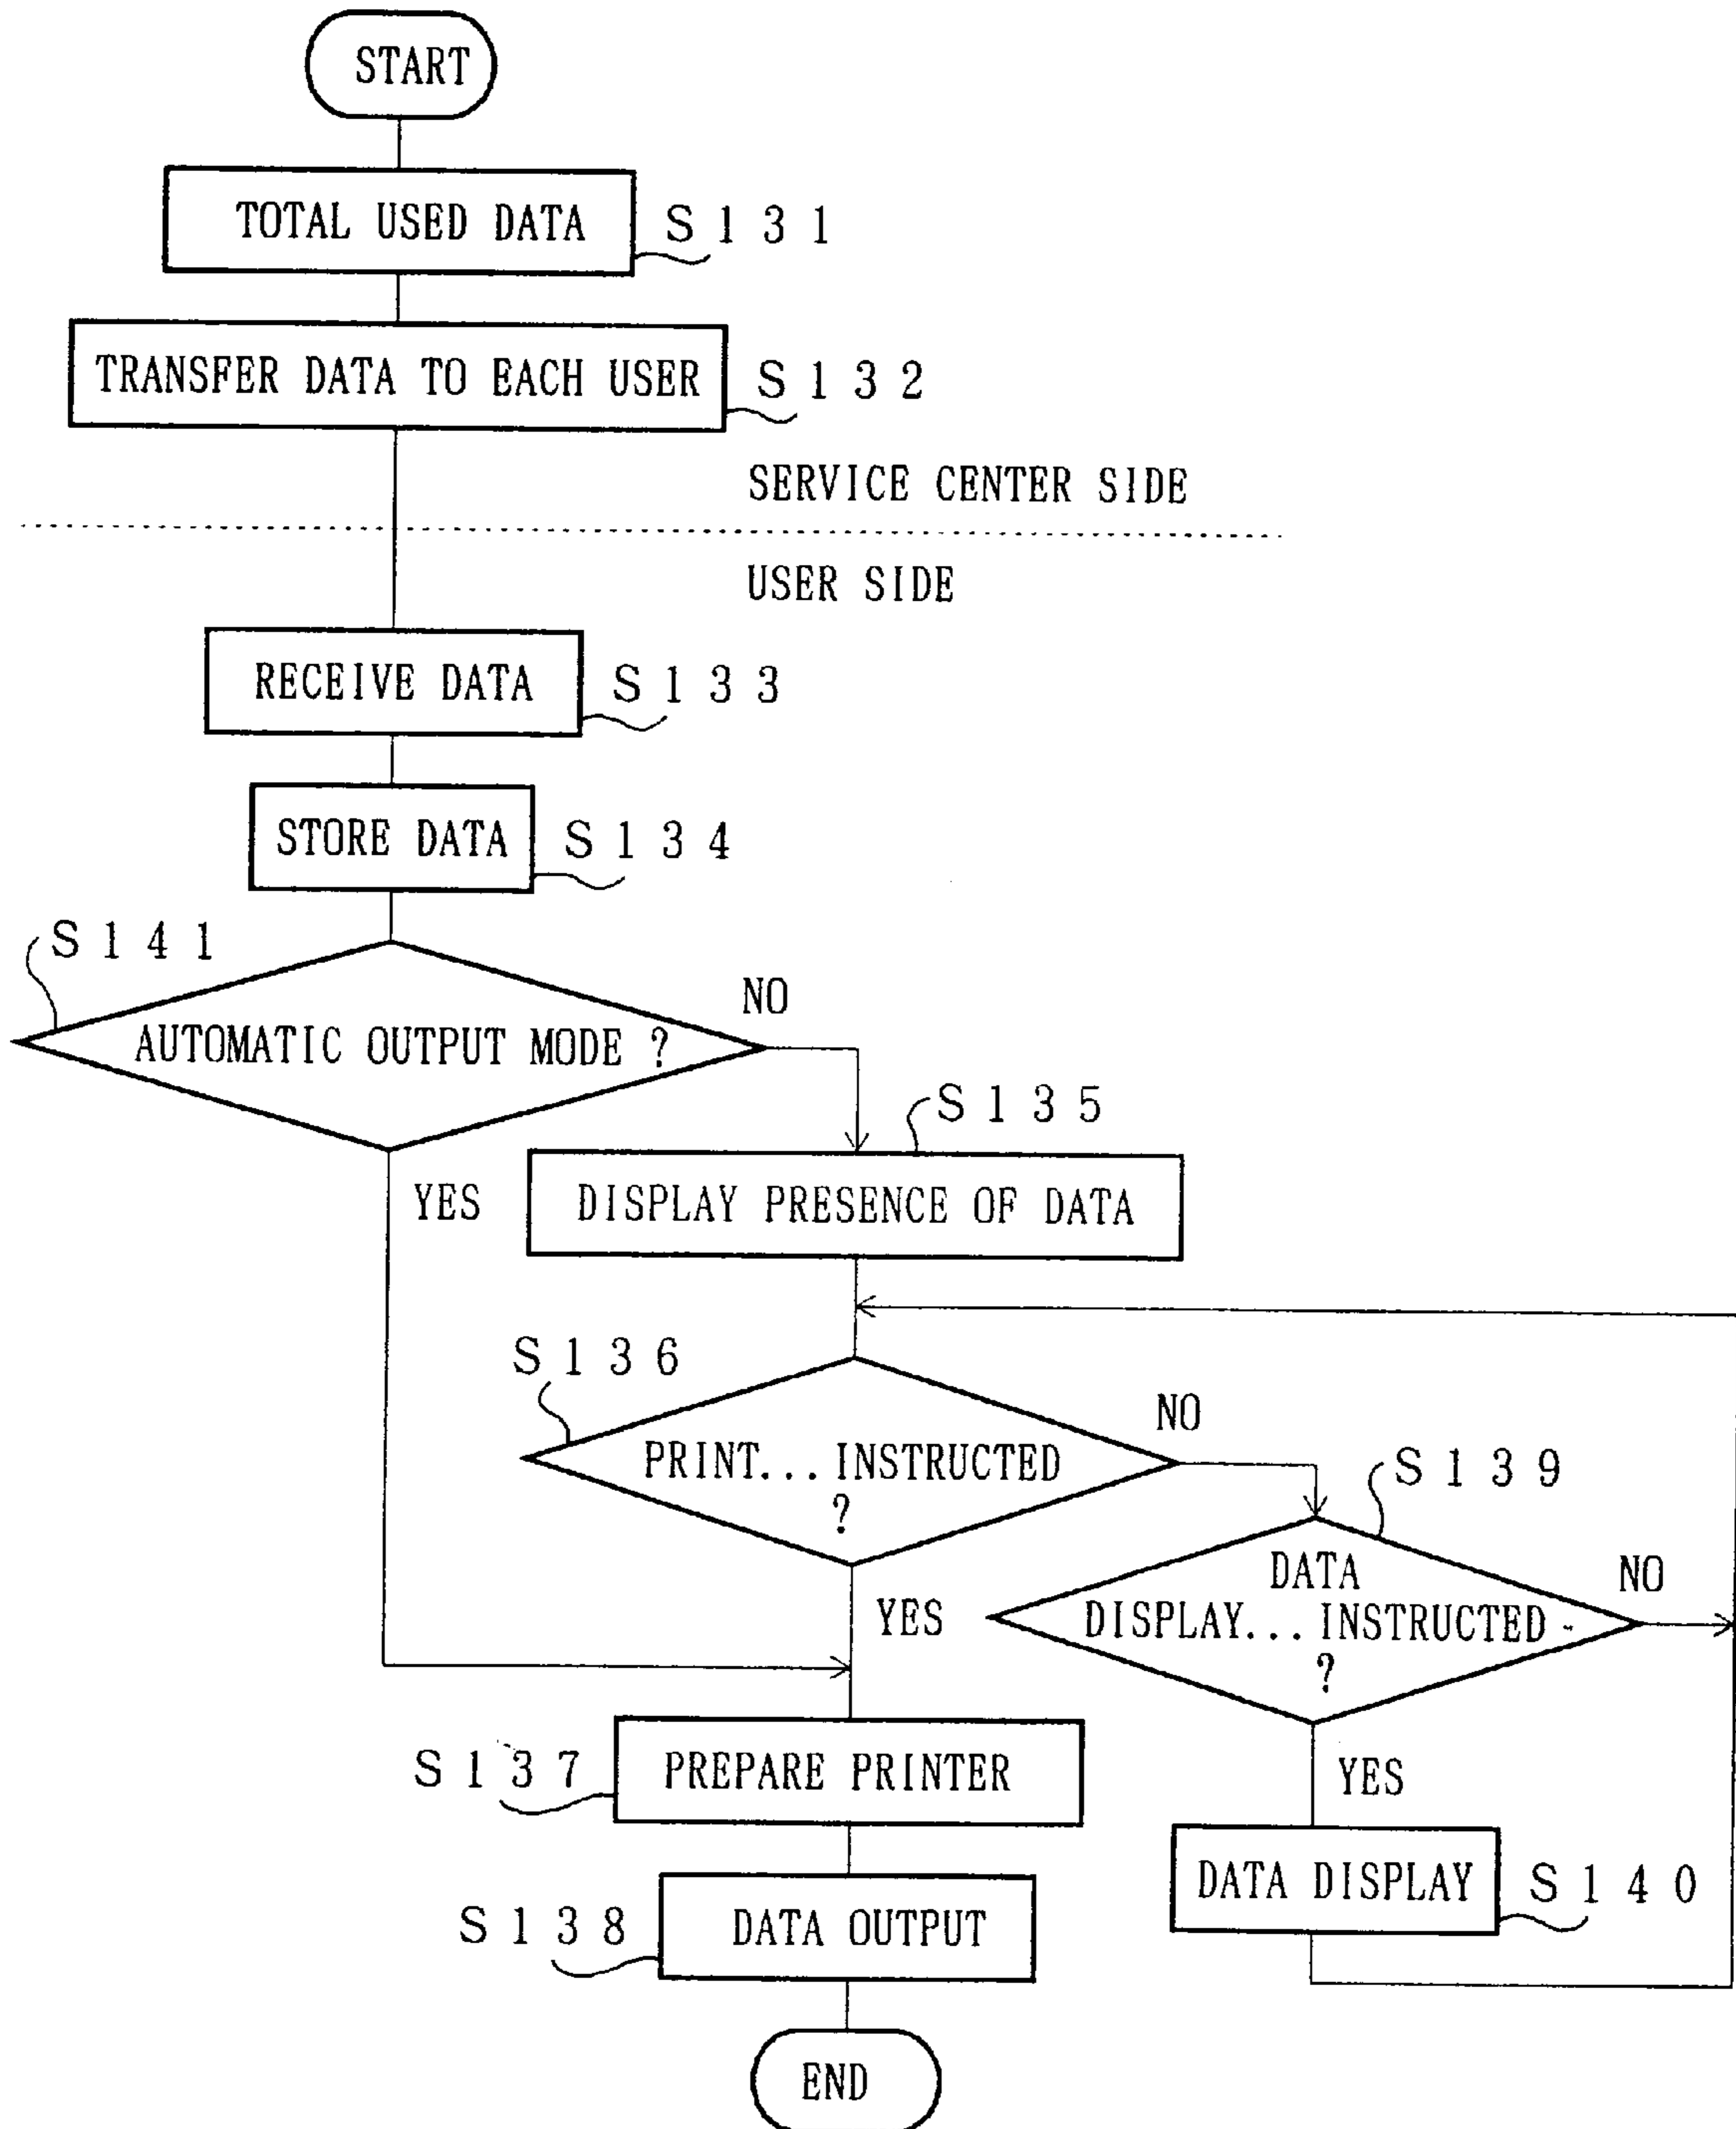 START
TOTAL USED DATA
S131
TRANSFER DATA TO EACH USER
S132
SERVICE CENTER SIDE
USER SIDE
RECEIVE DATA
S133
STORE DATA
S134
S141
AUTOMATIC OUTPUT MODE ?
NO
YES
S135
DISPLAY PRESENCE OF DATA
S136
PRINT... INSTRUCTED
?
NO
YES
S139
DATA
DISPLAY... INSTRUCTED
?
NO
YES
S137
PREPARE PRINTER
DATA DISPLAY
S140
S138
DATA OUTPUT
END